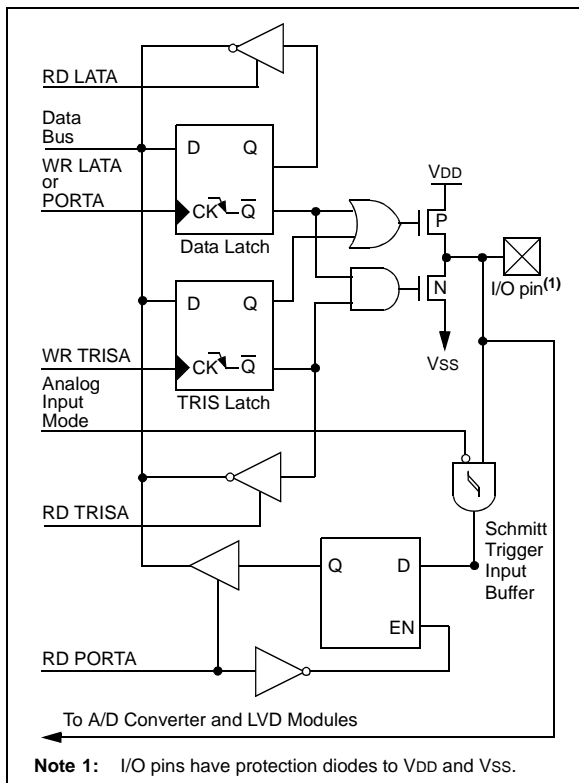 RD LATA
Data
Bus
WR LATA
or
PORTA
D Q
CK Q
Data Latch
VDD
P
N
I/O pin(1)
VSS
D Q
CK Q
TRIS Latch
WR TRISA
Analog
Input
Mode
RD TRISA
Schmitt
Trigger
Input
Buffer
Q D
EN
RD PORTA
To A/D Converter and LVD Modules
Note 1: I/O pins have protection diodes to VDD and VSS.